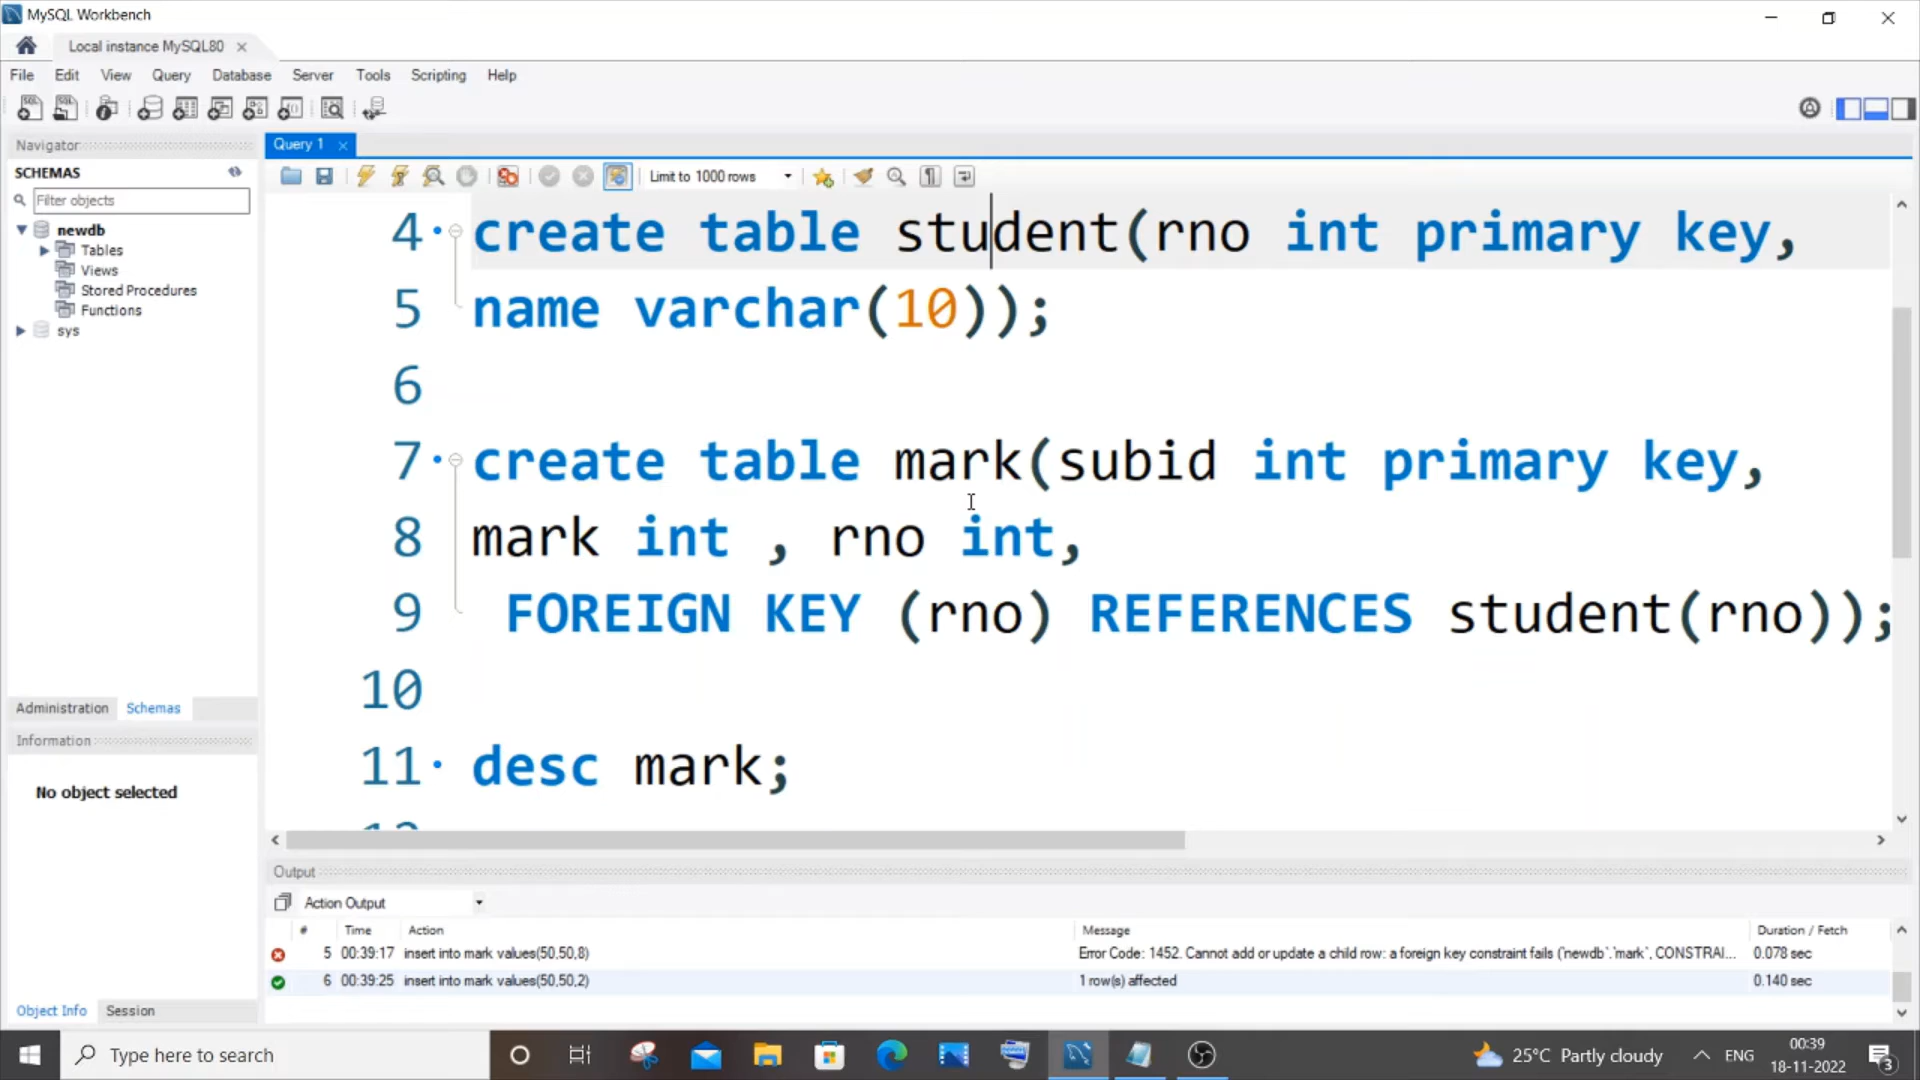 MySQL Workbench
Local instance MySQL80
File Edit View Query Database Server Tools Scripting Help
Navigator
SCHEMAS
Filter objects
newdb
Tables
Views
Stored Procedures
Functions
sys
Administration Schemas
Information
No object selected
Object Info Session
Query 1
Limit to 1000 rows
4 create table student(rno int primary key,
5 name varchar(10));
6
7 create table mark(subid int primary key,
8 mark int , rno int,
9 FOREIGN KEY (rno) REFERENCES student(rno));
10
11 desc mark;
Output
Action Output
# Time Action Message Duration / Fetch
5 00:39:17 insert into mark values(50,50,8) Error Code: 1452. Cannot add or update a child row: a foreign key constraint fails (`newdb`.`mark`, CONSTRAI... 0.078 sec
6 00:39:25 insert into mark values(50,50,2) 1 row(s) affected 0.140 sec
Type here to search
25°C Partly cloudy
ENG
00:39
18-11-2022
3